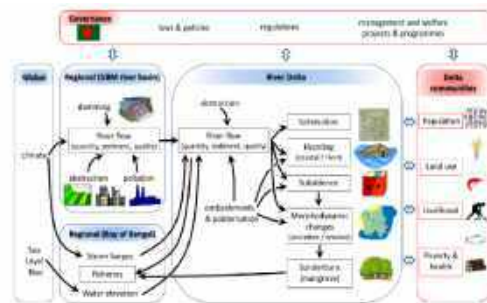 Governance
laws & policies
regulations
management and welfare
projects & programmes
Global
Regional (GBM river basin)
River Delta
Delta
communities
damming
abstraction
River flow
(quantity, sediment, quality)
River flow
(quantity, sediment, quality)
Salinisation
Population
climate
Flooding
(coastal / river)
Land use
abstraction
pollution
Subsidence
embankments
& polderisation
Livelihood
Regional (Bay of Bengal)
Morphodynamic
changes
(accretion / erosion)
Sea
Level
Rise
Storm Surges
Fisheries
Poverty &
health
Sundarbans
(mangrove)
Water elevation